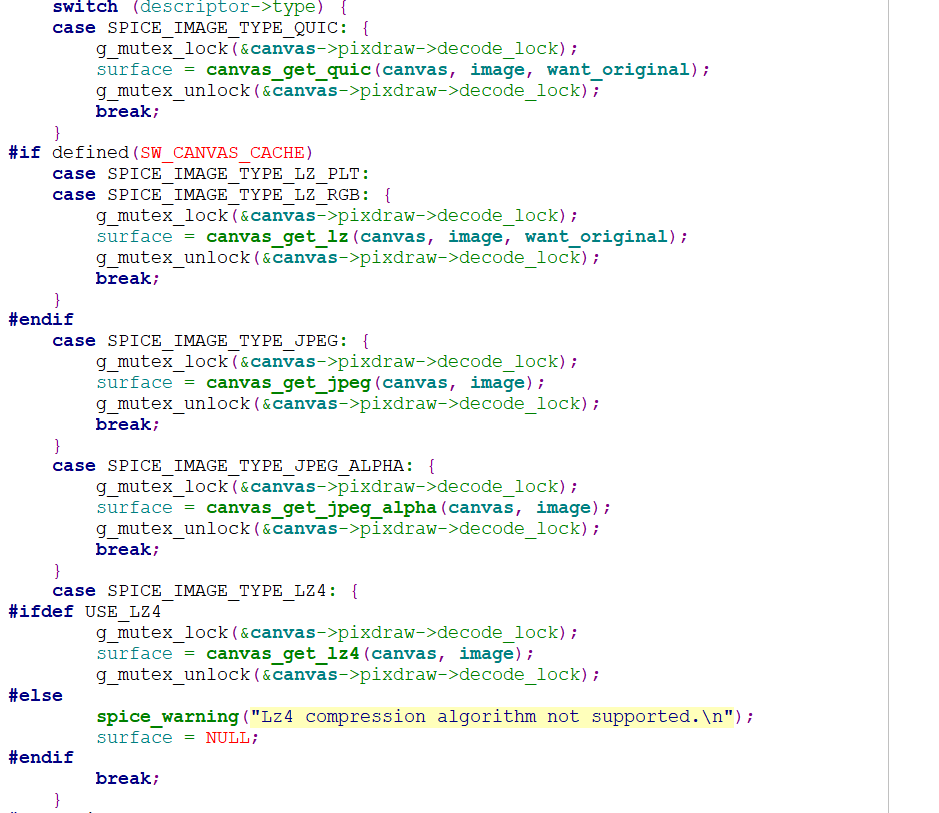 switch (descriptor->type) {
case SPICE_IMAGE_TYPE_QUIC: {
g_mutex_lock(&canvas->pixdraw->decode_lock);
surface = canvas_get_quic(canvas, image, want_original);
g_mutex_unlock(&canvas->pixdraw->decode_lock);
break;
}
#if defined(SW_CANVAS_CACHE)
case SPICE_IMAGE_TYPE_LZ_PLT:
case SPICE_IMAGE_TYPE_LZ_RGB: {
g_mutex_lock(&canvas->pixdraw->decode_lock);
surface = canvas_get_lz(canvas, image, want_original);
g_mutex_unlock(&canvas->pixdraw->decode_lock);
break;
}
#endif
case SPICE_IMAGE_TYPE_JPEG: {
g_mutex_lock(&canvas->pixdraw->decode_lock);
surface = canvas_get_jpeg(canvas, image);
g_mutex_unlock(&canvas->pixdraw->decode_lock);
break;
}
case SPICE_IMAGE_TYPE_JPEG_ALPHA: {
g_mutex_lock(&canvas->pixdraw->decode_lock);
surface = canvas_get_jpeg_alpha(canvas, image);
g_mutex_unlock(&canvas->pixdraw->decode_lock);
break;
}
case SPICE_IMAGE_TYPE_LZ4: {
#ifdef USE_LZ4
g_mutex_lock(&canvas->pixdraw->decode_lock);
surface = canvas_get_lz4(canvas, image);
g_mutex_unlock(&canvas->pixdraw->decode_lock);
#else
spice_warning("Lz4 compression algorithm not supported.\n");
surface = NULL;
#endif
break;
}